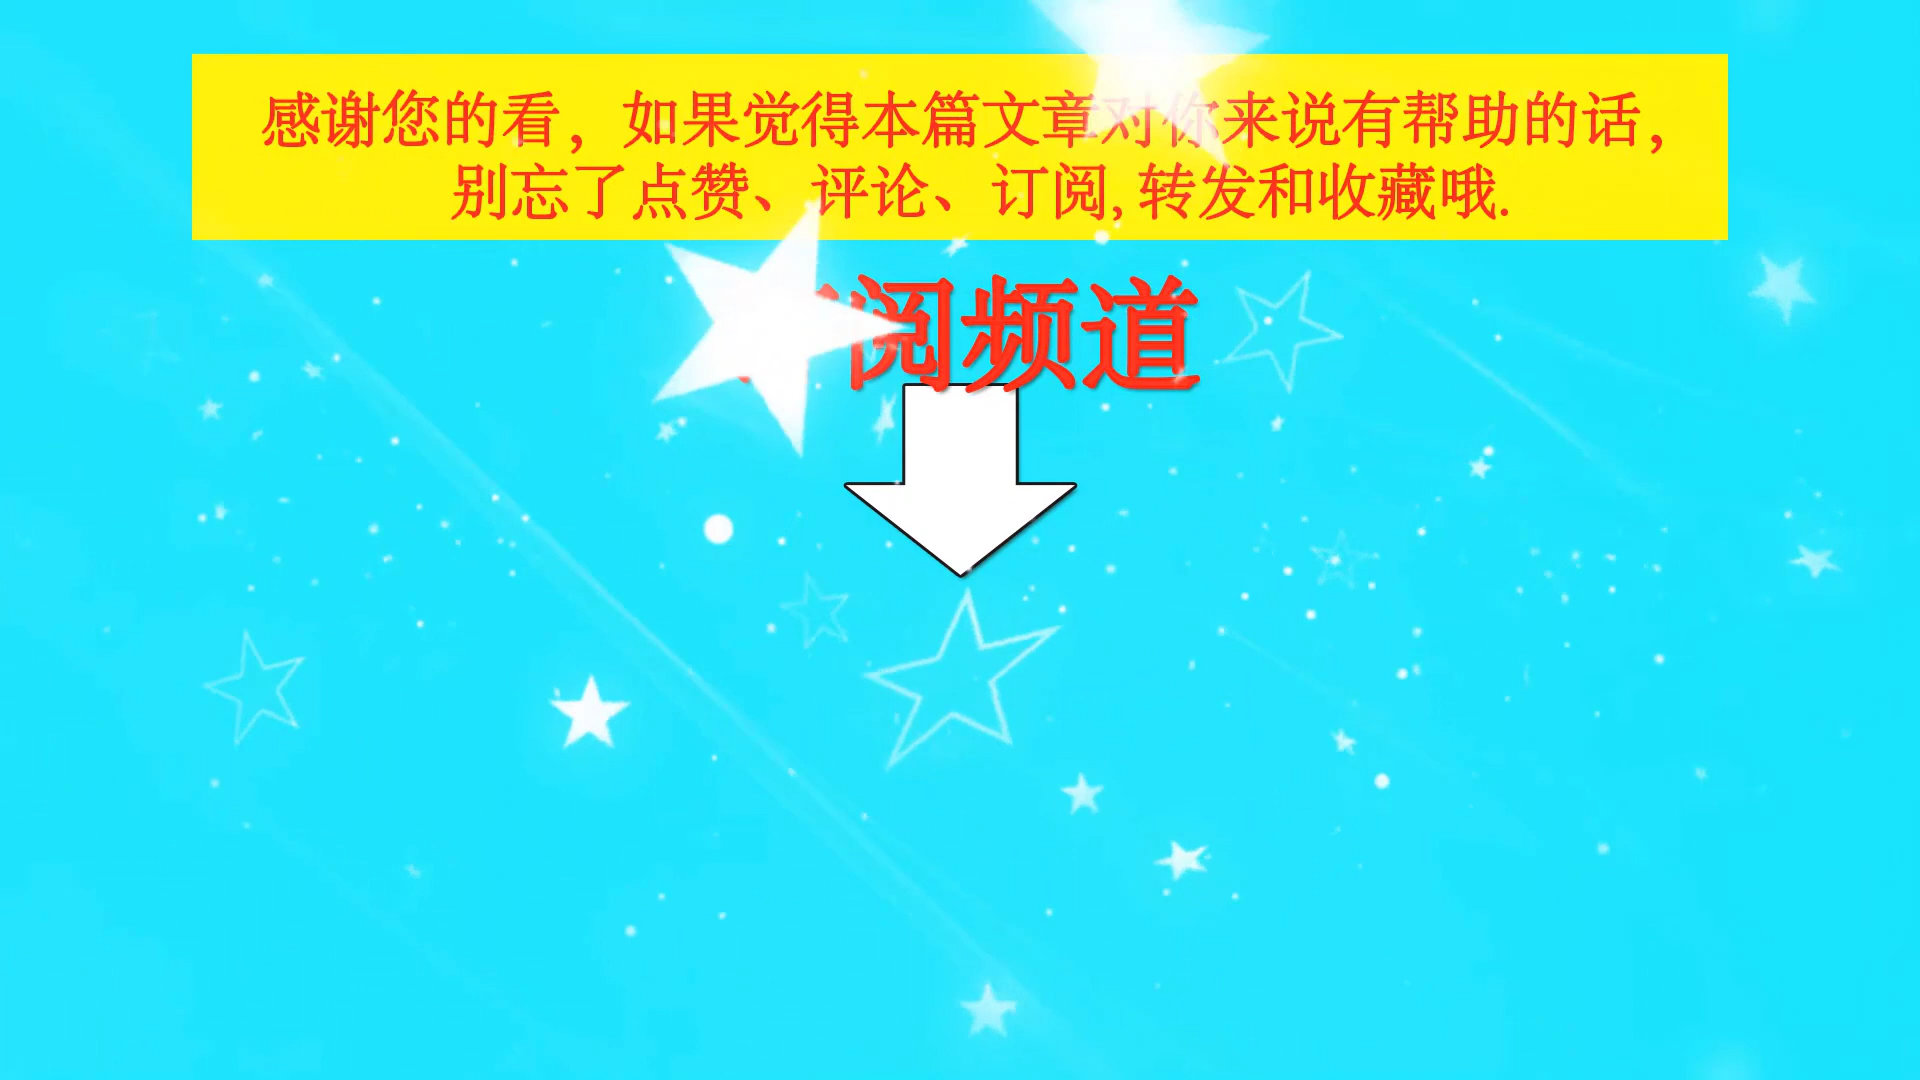 感谢您的看，如果觉得本篇文章对你来说有帮助的话，
别忘了点赞、评论、订阅,转发和收藏哦.
阅频道